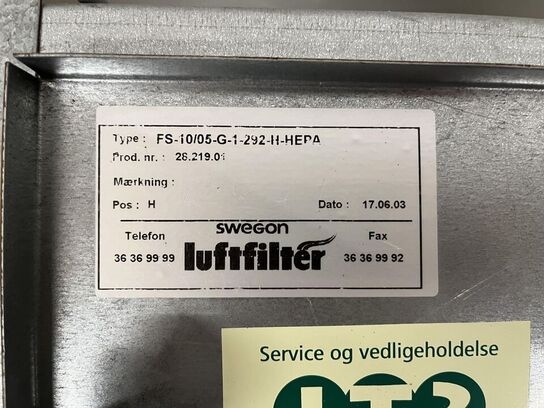 Type : FS-10/05-G-1-292-H-HEPA
Prod. nr. : 28.219.01
Mærkning :
Pos : H Dato : 17.06.03
swegon
Telefon luftfilter Fax
36 36 99 99 36 36 99 92
Service og vedligeholdelse